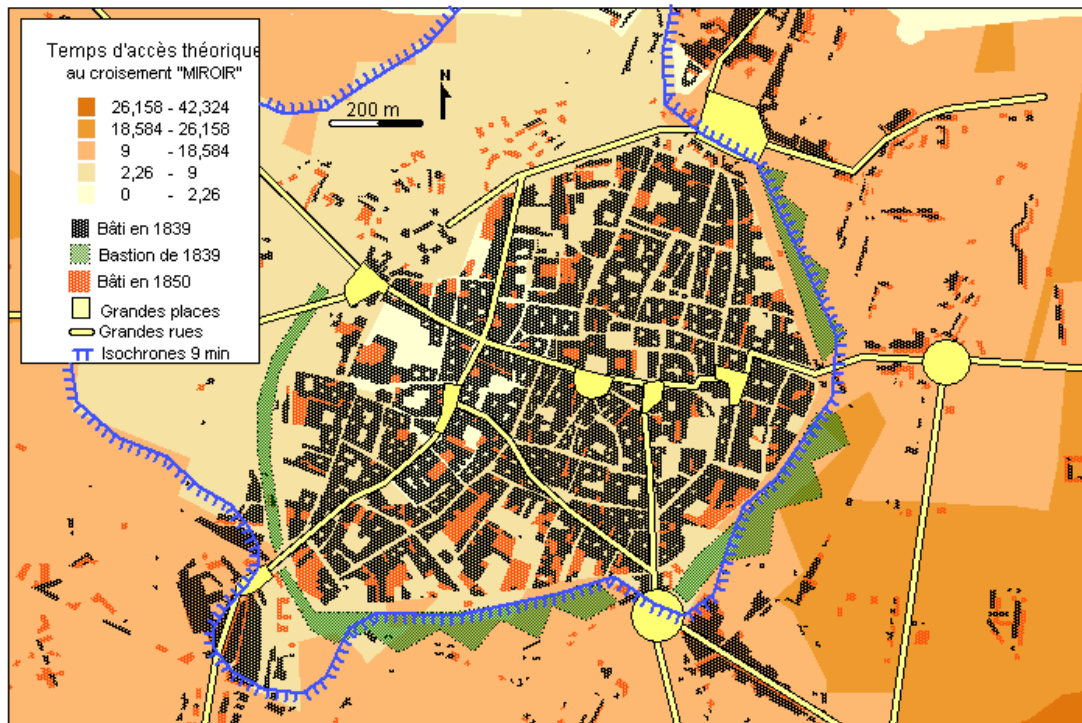 Temps d'accès théorique
au croisement "MIROIR"
26,158 - 42,324
18,584 - 26,158
9 - 18,584
2,26 - 9
0 - 2,26
Bâti en 1839
Bastion de 1839
Bâti en 1850
Grandes places
Grandes rues
Isochrones 9 min
N
200 m